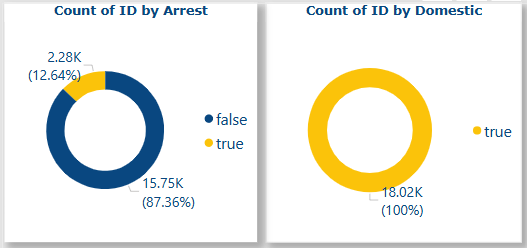 Count of ID by Arrest
2.28K
(12.64%)
false
true
15.75K
(87.36%)
Count of ID by Domestic
true
18.02K
(100%)